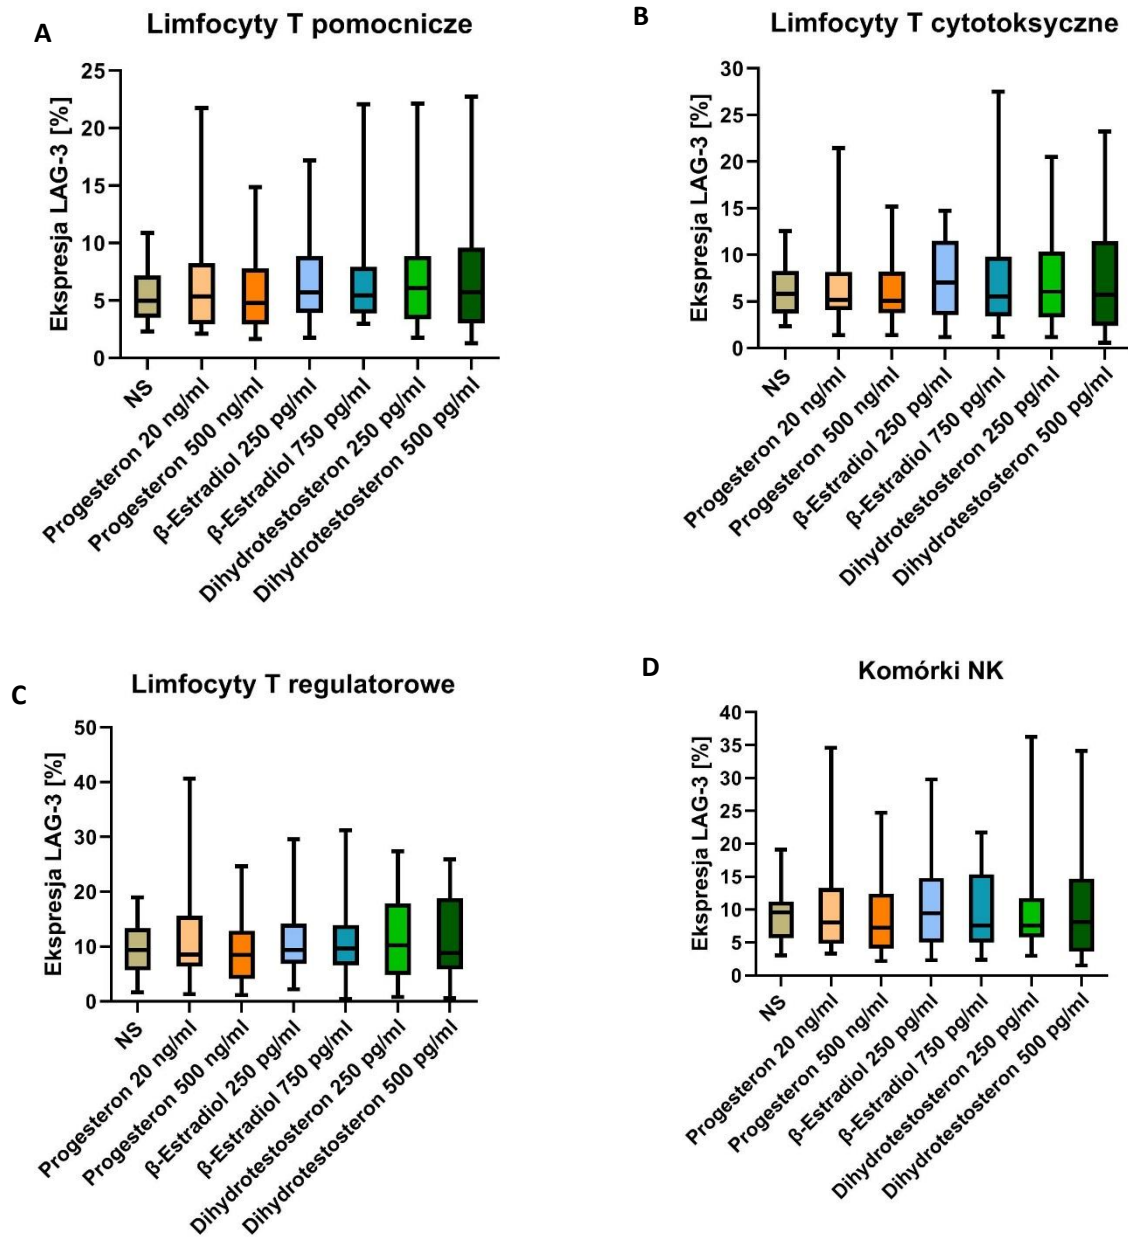 A
Limfocyty T pomocnicze
Ekspresja LAG-3 [%]
25
20
15
10
5
0
NS
Progesteron 20 ng/ml
Progesteron 500 ng/ml
β-Estradiol 250 pg/ml
β-Estradiol 750 pg/ml
Dihydrotestosteron 250 pg/ml
Dihydrotestosteron 500 pg/ml
B
Limfocyty T cytotoksyczne
Ekspresja LAG-3 [%]
30
25
20
15
10
5
0
NS
Progesteron 20 ng/ml
Progesteron 500 ng/ml
β-Estradiol 250 pg/ml
β-Estradiol 750 pg/ml
Dihydrotestosteron 250 pg/ml
Dihydrotestosteron 500 pg/ml
C
Limfocyty T regulatorowe
Ekspresja LAG-3 [%]
50
40
30
20
10
0
NS
Progesteron 20 ng/ml
Progesteron 500 ng/ml
β-Estradiol 250 pg/ml
β-Estradiol 750 pg/ml
Dihydrotestosteron 250 pg/ml
Dihydrotestosteron 500 pg/ml
D
Komórki NK
Ekspresja LAG-3 [%]
40
35
30
25
20
15
10
5
0
NS
Progesteron 20 ng/ml
Progesteron 500 ng/ml
β-Estradiol 250 pg/ml
β-Estradiol 750 pg/ml
Dihydrotestosteron 250 pg/ml
Dihydrotestosteron 500 pg/ml